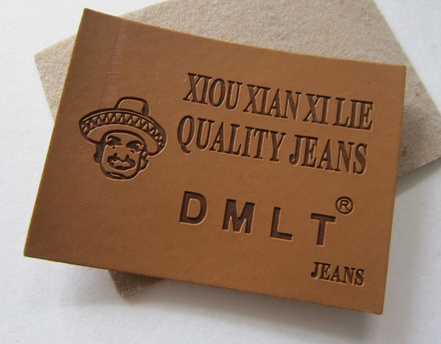 XIOU XIAN XI LIE
QUALITY JEANS
DMLT®
JEANS